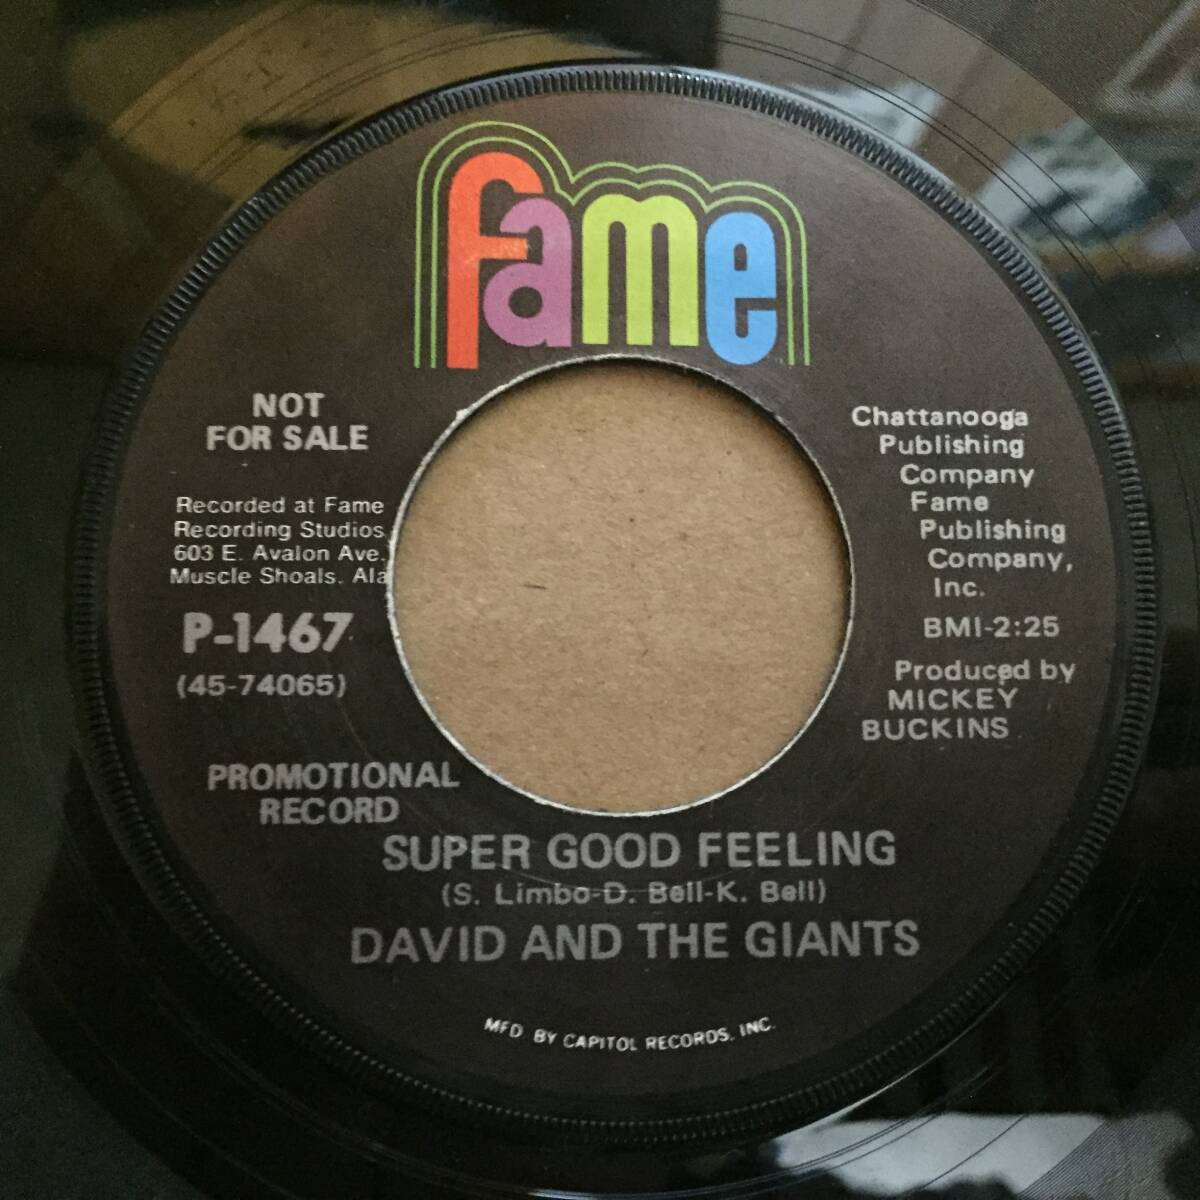 fame
NOT
FOR SALE
Recorded at Fame
Recording Studios
603 E. Avalon Ave.
Muscle Shoals. Ala
P-1467
(45-74065)
PROMOTIONAL
RECORD
Chattanooga
Publishing
Company
Fame
Publishing
Company,
Inc.
BMI-2:25
Produced by
MICKEY
BUCKINS
SUPER GOOD FEELING
(S. Limbo-D. Bell-K. Bell)
DAVID AND THE GIANTS
MFD. BY CAPITOL RECORDS, INC.